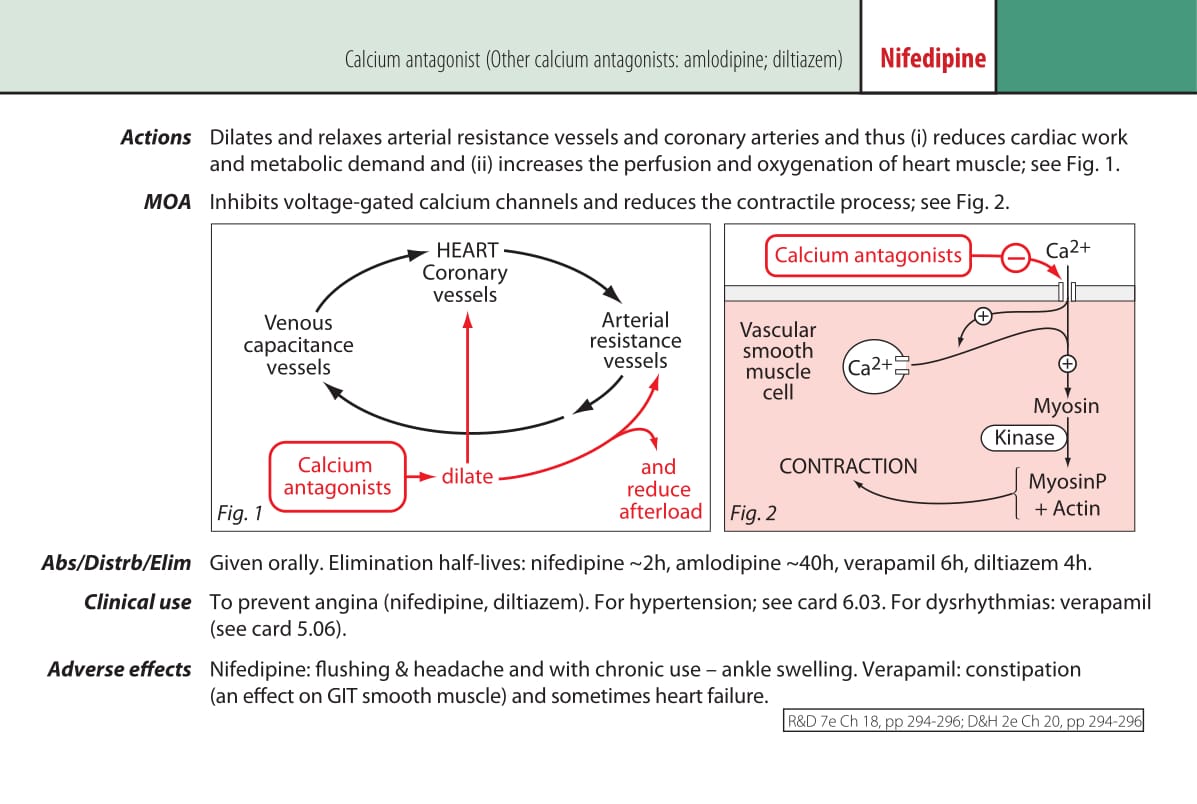 Calcium antagonist (Other calcium antagonists: amlodipine; diltiazem)
Nifedipine
Actions Dilates and relaxes arterial resistance vessels and coronary arteries and thus (i) reduces cardiac work
and metabolic demand and (ii) increases the perfusion and oxygenation of heart muscle; see Fig. 1.
MOA Inhibits voltage-gated calcium channels and reduces the contractile process; see Fig. 2.
HEART
Coronary
vessels
Venous
capacitance
vessels
Arterial
resistance
vessels
Calcium
antagonists
dilate
and
reduce
afterload
Fig. 1
Calcium antagonists
−
Ca2+
+
Vascular
smooth
muscle
cell
Ca2+
+
Myosin
Kinase
CONTRACTION
MyosinP
+ Actin
Fig. 2
Abs/Distrb/Elim Given orally. Elimination half-lives: nifedipine ~2h, amlodipine ~40h, verapamil 6h, diltiazem 4h.
Clinical use To prevent angina (nifedipine, diltiazem). For hypertension; see card 6.03. For dysrhythmias: verapamil
(see card 5.06).
Adverse effects Nifedipine: flushing & headache and with chronic use – ankle swelling. Verapamil: constipation
(an effect on GIT smooth muscle) and sometimes heart failure.
R&D 7e Ch 18, pp 294-296; D&H 2e Ch 20, pp 294-296